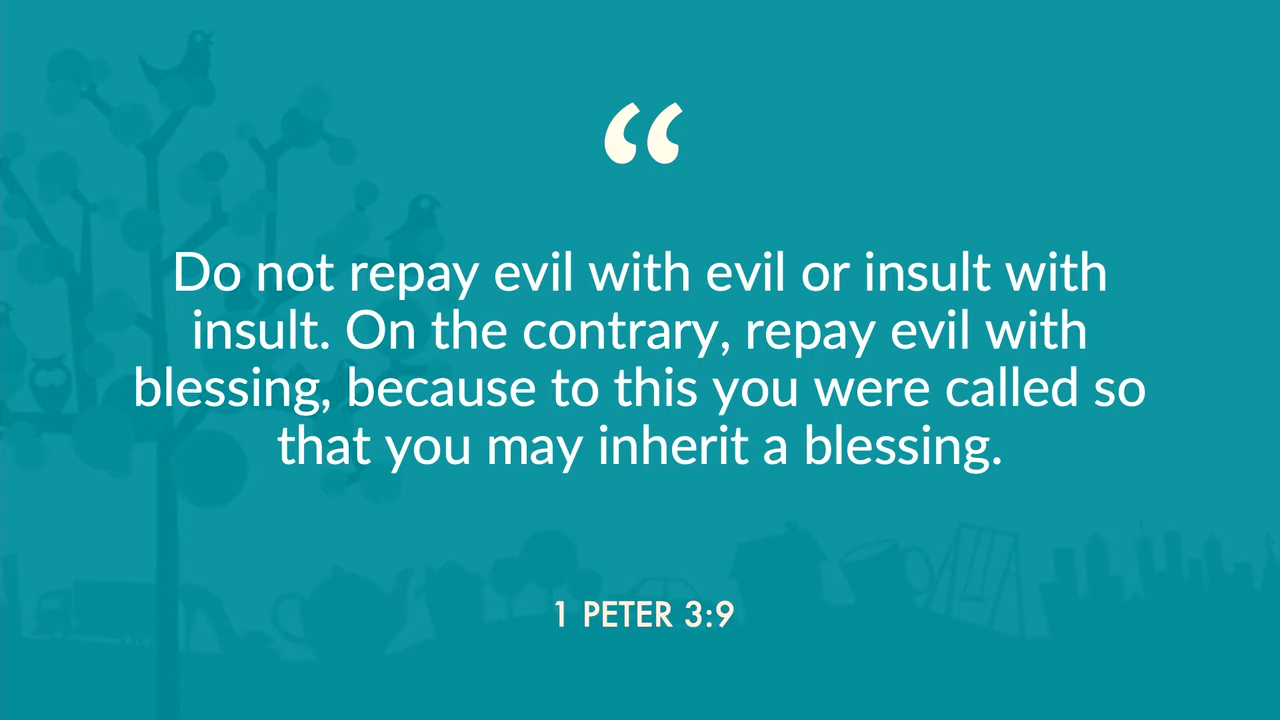 “
Do not repay evil with evil or insult with
insult. On the contrary, repay evil with
blessing, because to this you were called so
that you may inherit a blessing.
1 PETER 3:9